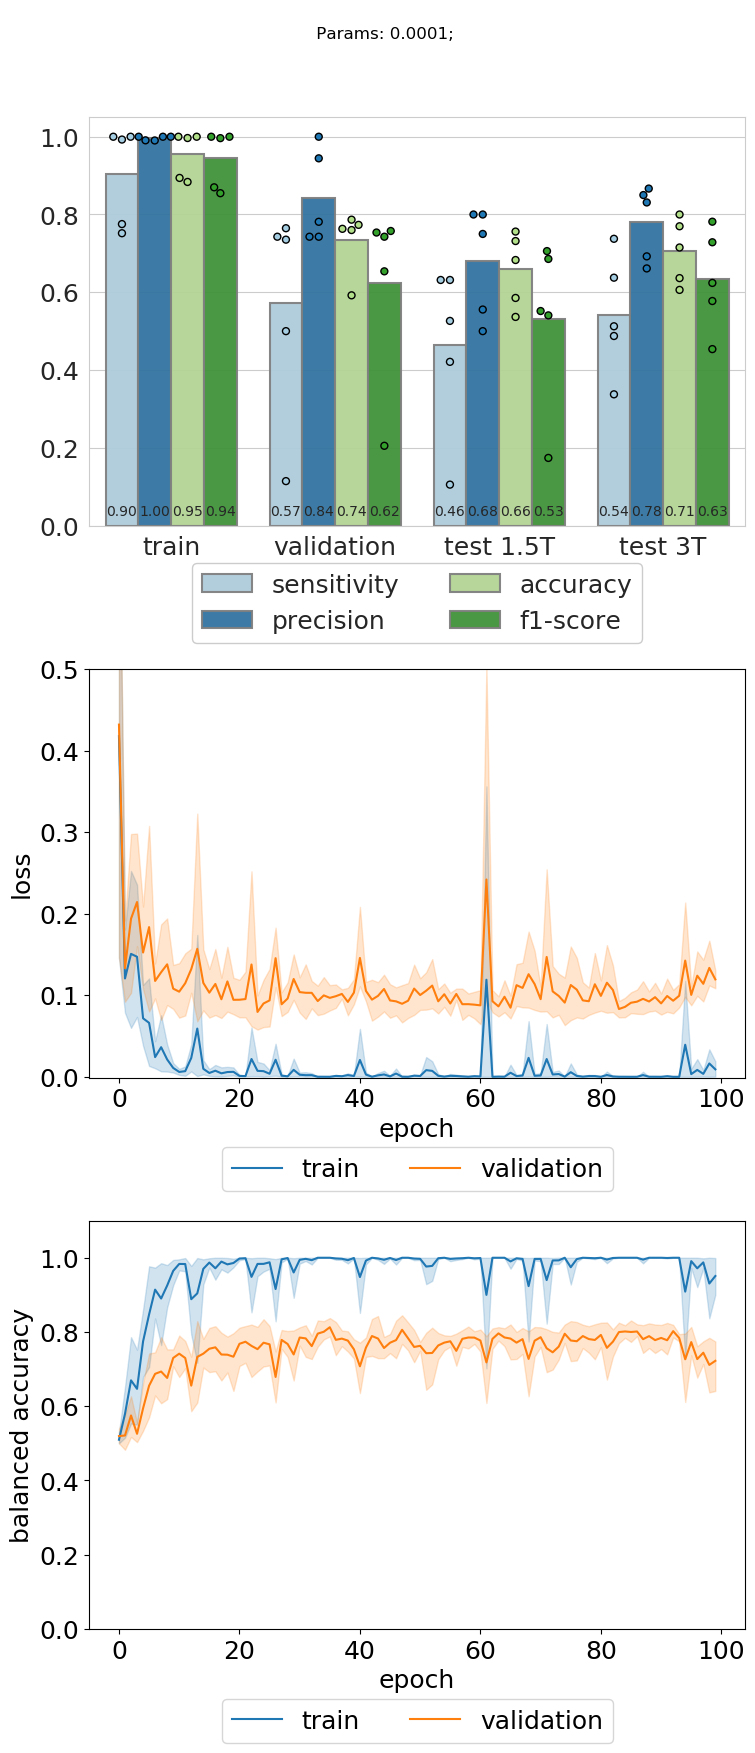 Params: 0.0001;
1.0
0.8
0.6
0.4
0.2
0.0
0.90 1.00 0.95 0.94 0.57 0.84 0.74 0.62 0.46 0.68 0.66 0.53 0.54 0.78 0.71 0.63
train validation test 1.5T test 3T
sensitivity accuracy
precision f1-score
0.5
0.4
0.3
0.2
0.1
0.0
loss
0 20 40 60 80 100
epoch
train validation
1.0
0.8
0.6
0.4
0.2
0.0
balanced accuracy
0 20 40 60 80 100
epoch
train validation